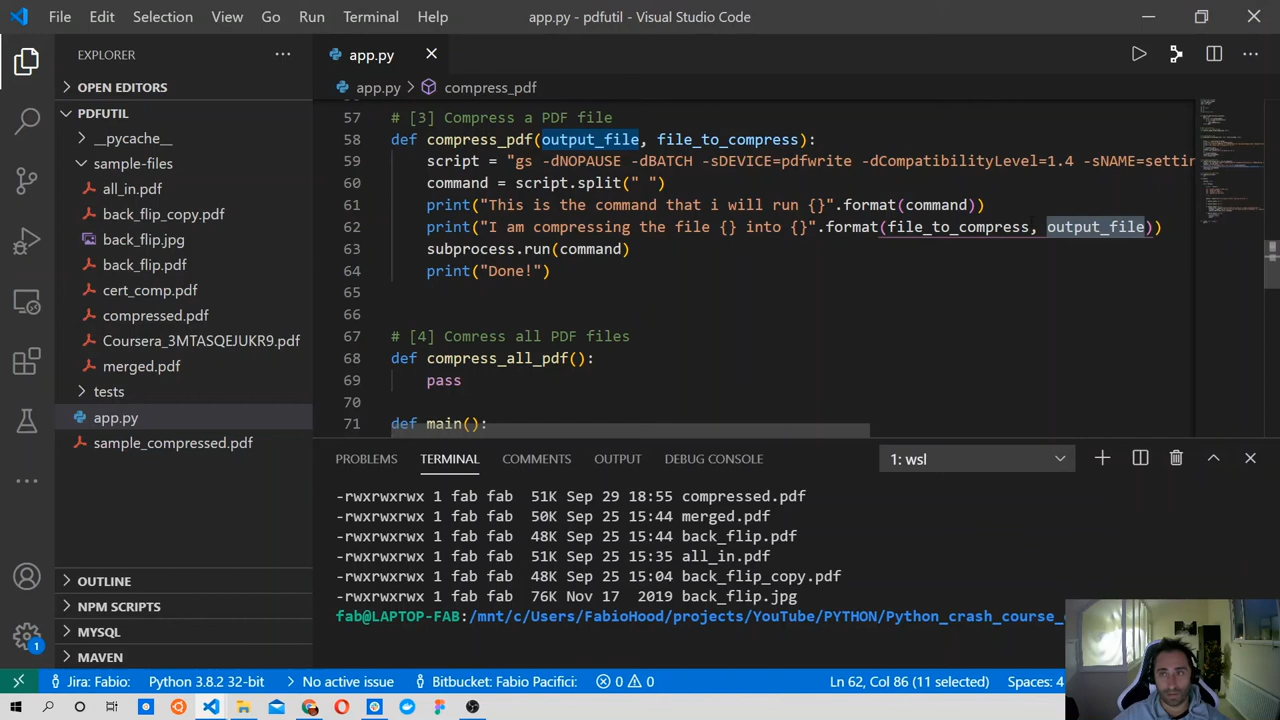 File Edit Selection View Go Run Terminal Help app.py - pdfutil - Visual Studio Code
EXPLORER
OPEN EDITORS
PDFUTIL
__pycache__
sample-files
all_in.pdf
back_flip_copy.pdf
back_flip.jpg
back_flip.pdf
cert_comp.pdf
compressed.pdf
Coursera_3MTASQEJUKR9.pdf
merged.pdf
tests
app.py
sample_compressed.pdf
OUTLINE
NPM SCRIPTS
MYSQL
MAVEN
app.py
app.py > compress_pdf
57 # [3] Compress a PDF file
58 def compress_pdf(output_file, file_to_compress):
59 script = "gs -dNOPAUSE -dBATCH -sDEVICE=pdfwrite -dCompatibilityLevel=1.4 -sNAME=settin
60 command = script.split(" ")
61 print("This is the command that i will run {}".format(command))
62 print("I am compressing the file {} into {}".format(file_to_compress, output_file))
63 subprocess.run(command)
64 print("Done!")
65
66
67 # [4] Comress all PDF files
68 def compress_all_pdf():
69 pass
70
71 def main():
PROBLEMS TERMINAL COMMENTS OUTPUT DEBUG CONSOLE 1: wsl
-rwxrwxrwx 1 fab fab 51K Sep 29 18:55 compressed.pdf
-rwxrwxrwx 1 fab fab 50K Sep 25 15:44 merged.pdf
-rwxrwxrwx 1 fab fab 48K Sep 25 15:44 back_flip.pdf
-rwxrwxrwx 1 fab fab 51K Sep 25 15:35 all_in.pdf
-rwxrwxrwx 1 fab fab 48K Sep 25 15:04 back_flip_copy.pdf
-rwxrwxrwx 1 fab fab 76K Nov 17 2019 back_flip.jpg
fab@LAPTOP-FAB:/mnt/c/Users/FabioHood/projects/YouTube/PYTHON/Python_crash_course_
1
Jira: Fabio: Python 3.8.2 32-bit No active issue Bitbucket: Fabio Pacifici: 0 0 Ln 62, Col 86 (11 selected) Spaces: 4